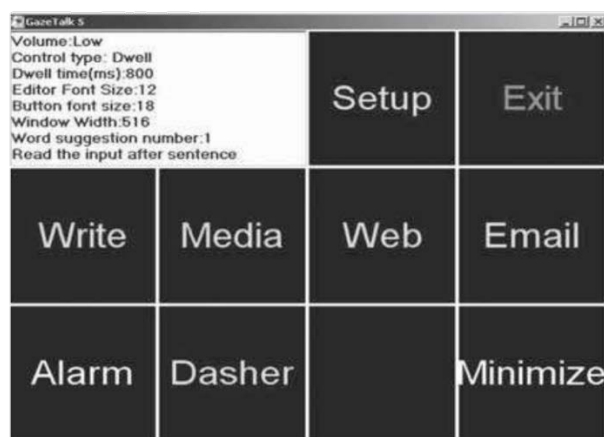 GazeTalk 5
Volume:Low
Control type: Dwell
Dwell time(ms):800
Editor Font Size:12
Button font size:18
Window Width:516
Word suggestion number:1
Read the input after sentence
Setup
Exit
Write
Media
Web
Email
Alarm
Dasher
Minimize